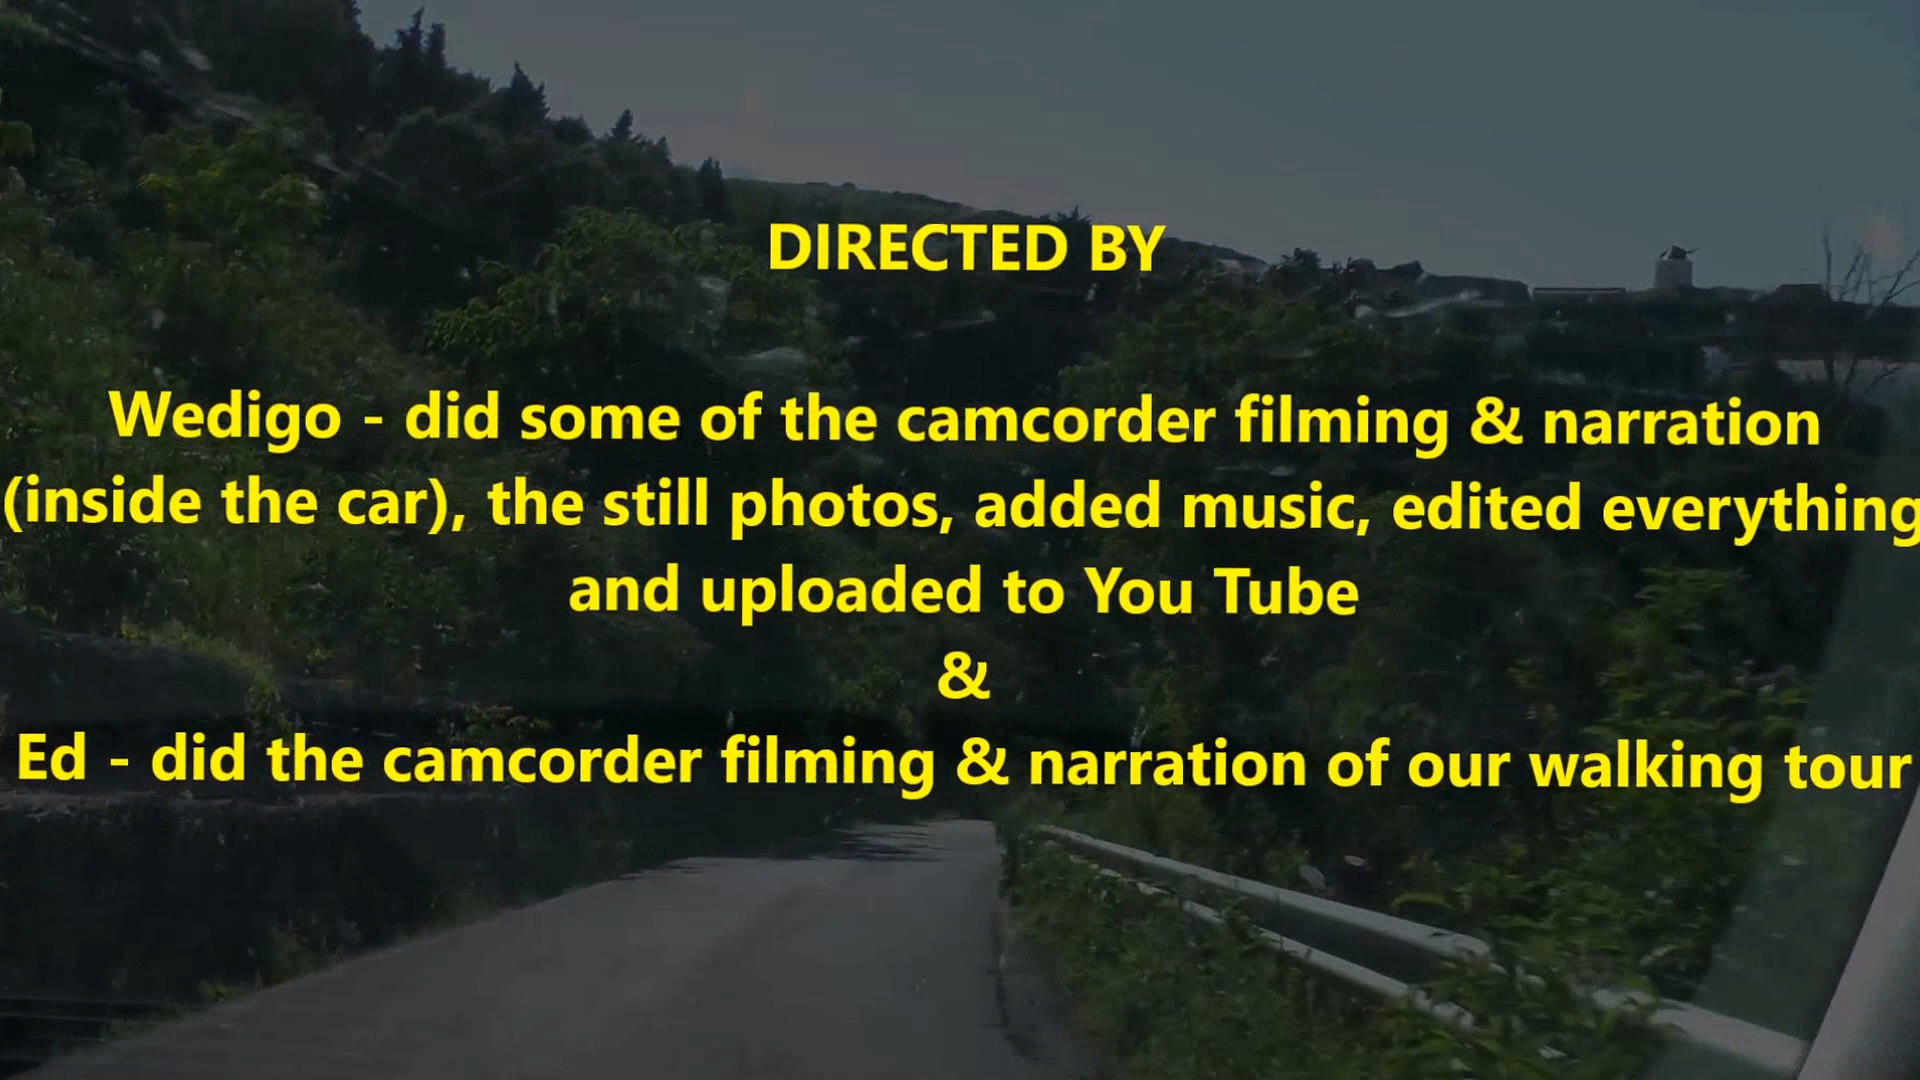 DIRECTED BY
Wedigo - did some of the camcorder filming & narration
(inside the car), the still photos, added music, edited everything
and uploaded to You Tube
&
Ed - did the camcorder filming & narration of our walking tour